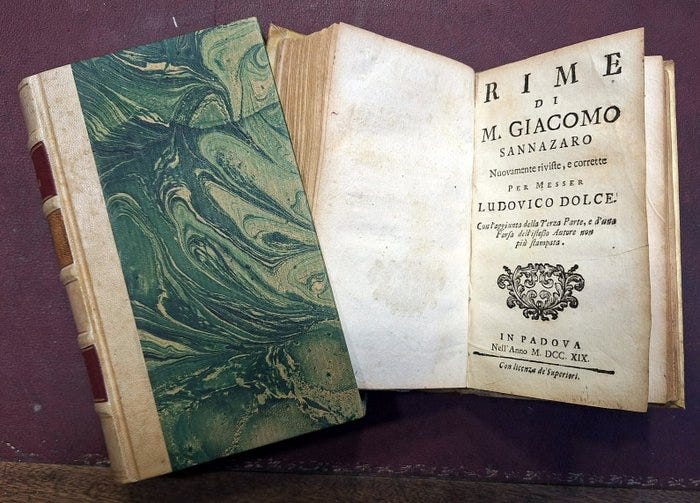 RIME
DI
M. GIACOMO
SANNAZARO
Nuovamente riviste, e corrette
PER MESSER
LUDOVICO DOLCE.
Con l'aggiunta della Terza Parte, e d'una
Farsa dell'istesso Autore non
più stampata.
IN PADOVA
Nell'Anno M. DCC. XIX.
Con licenza de' Superiori.